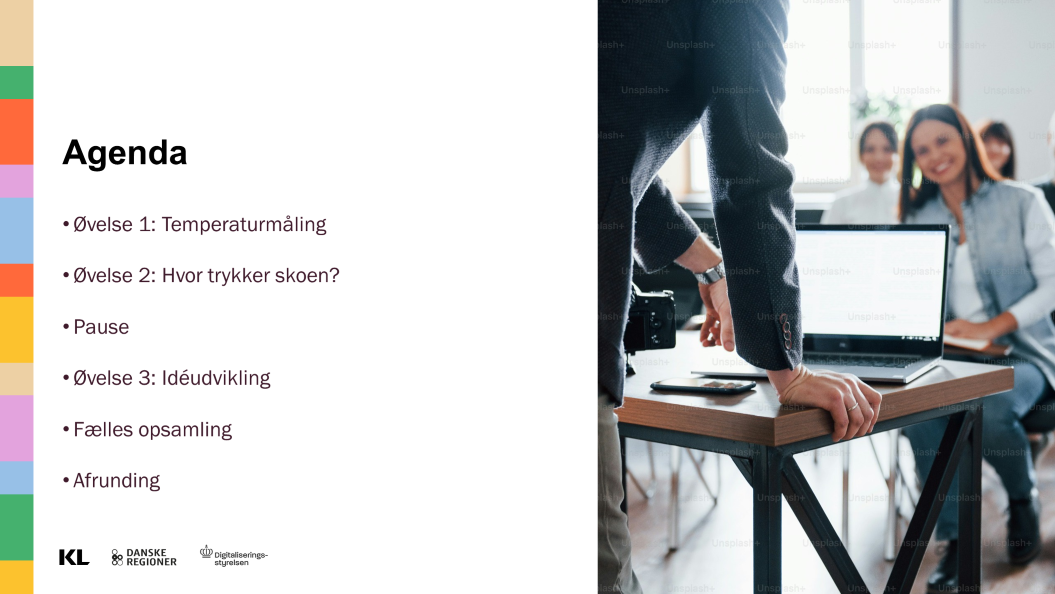 Agenda
• Øvelse 1: Temperaturmåling
• Øvelse 2: Hvor trykker skoen?
• Pause
• Øvelse 3: Idéudvikling
• Fælles opsamling
• Afrunding
KL
DANSKE
REGIONER
Digitaliserings-
styrelsen
Unsplash+